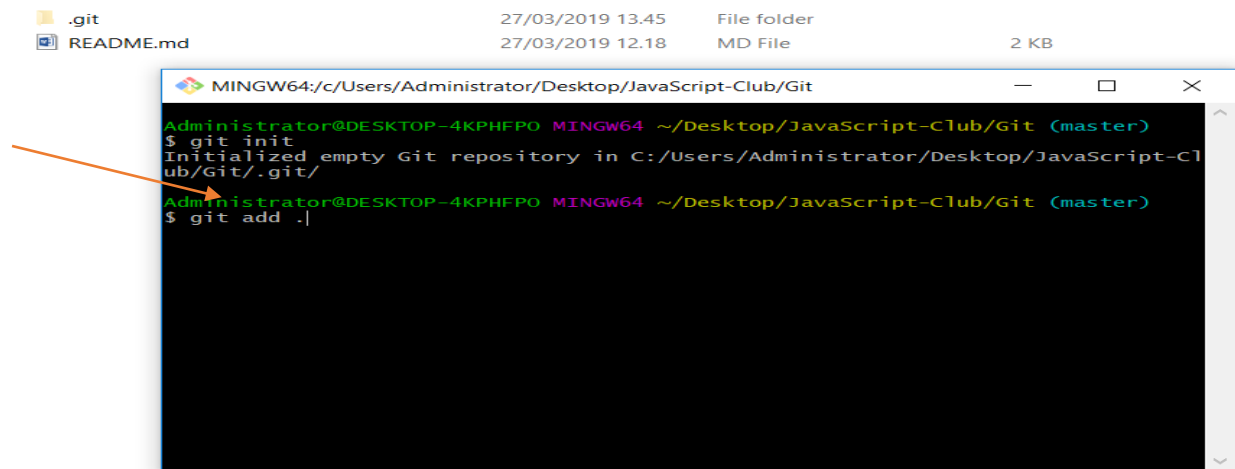 .git 27/03/2019 13.45 File folder
README.md 27/03/2019 12.18 MD File 2 KB
MINGW64:/c/Users/Administrator/Desktop/JavaScript-Club/Git
Administrator@DESKTOP-4KPHFPO MINGW64 ~/Desktop/JavaScript-Club/Git (master)
$ git init
Initialized empty Git repository in C:/Users/Administrator/Desktop/JavaScript-Cl
ub/Git/.git/
Administrator@DESKTOP-4KPHFPO MINGW64 ~/Desktop/JavaScript-Club/Git (master)
$ git add .